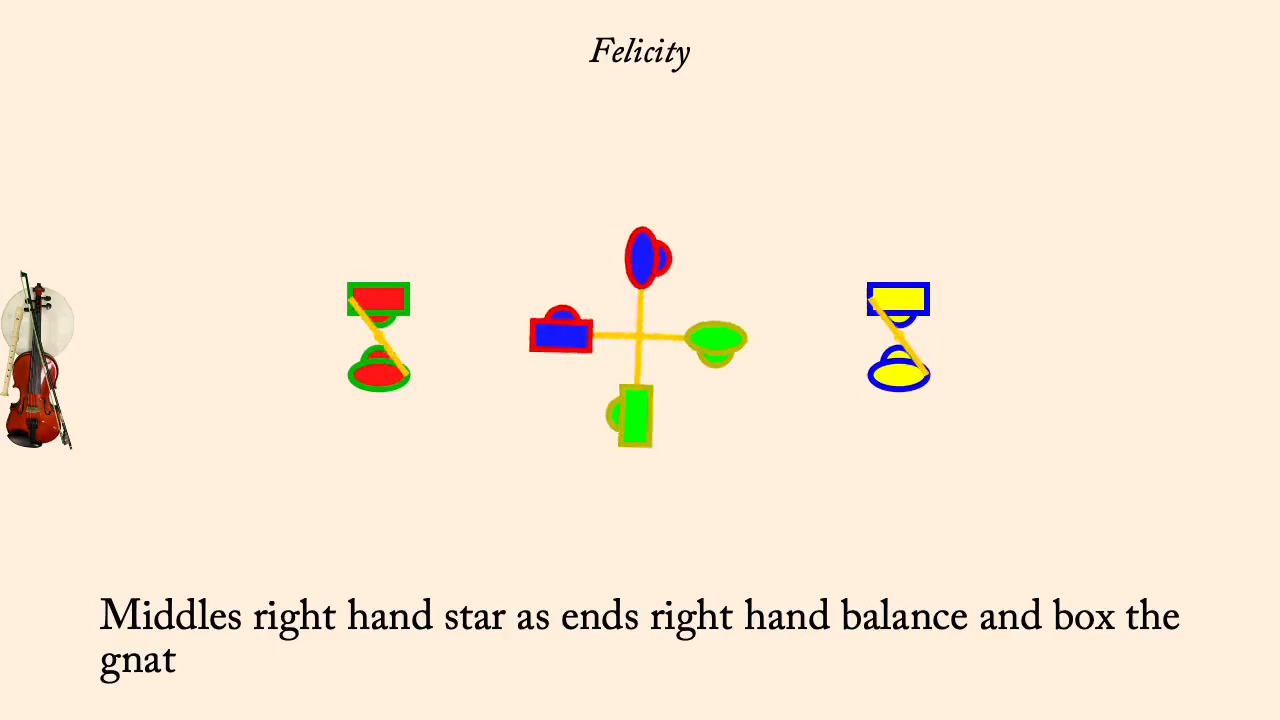 Felicity
Middles right hand star as ends right hand balance and box the
gnat